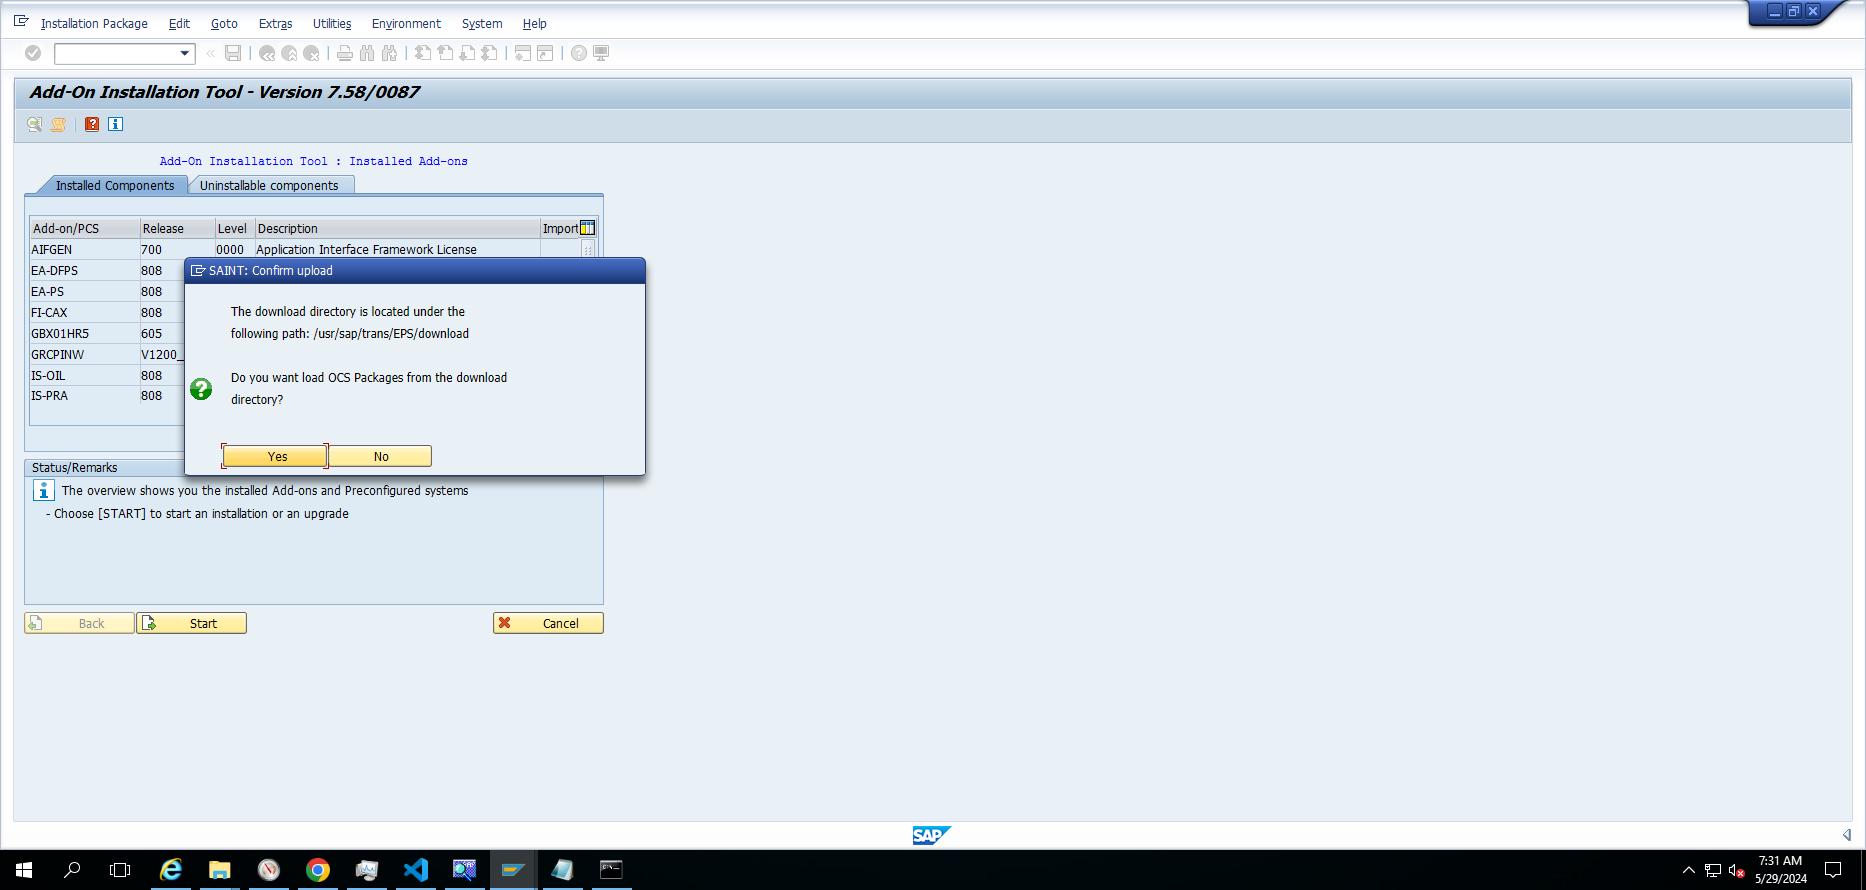 Installation Package Edit Goto Extras Utilities Environment System Help
Add-On Installation Tool - Version 7.58/0087
Add-On Installation Tool : Installed Add-ons
Installed Components Uninstallable components
Add-on/PCS Release Level Description Import
AIFGEN 700 0000 Application Interface Framework License
EA-DFPS 808
EA-PS 808
FI-CAX 808
GBX01HR5 605
GRCPINW V1200_
IS-OIL 808
IS-PRA 808
SAINT: Confirm upload
The download directory is located under the
following path: /usr/sap/trans/EPS/download
Do you want load OCS Packages from the download
directory?
Yes No
Status/Remarks
The overview shows you the installed Add-ons and Preconfigured systems
- Choose [START] to start an installation or an upgrade
Back Start Cancel
SAP
7:31 AM
5/29/2024